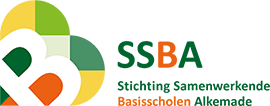 SSBA
Stichting Samenwerkende
Basisscholen Alkemade